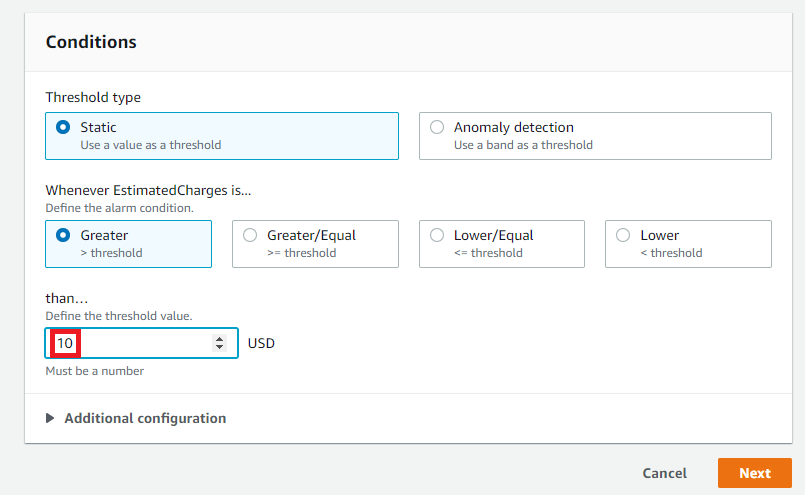 Conditions
Threshold type
Static
Use a value as a threshold
Anomaly detection
Use a band as a threshold
Whenever EstimatedCharges is...
Define the alarm condition.
Greater
> threshold
Greater/Equal
>= threshold
Lower/Equal
<= threshold
Lower
< threshold
than…
Define the threshold value.
10 USD
Must be a number
Additional configuration
Cancel Next